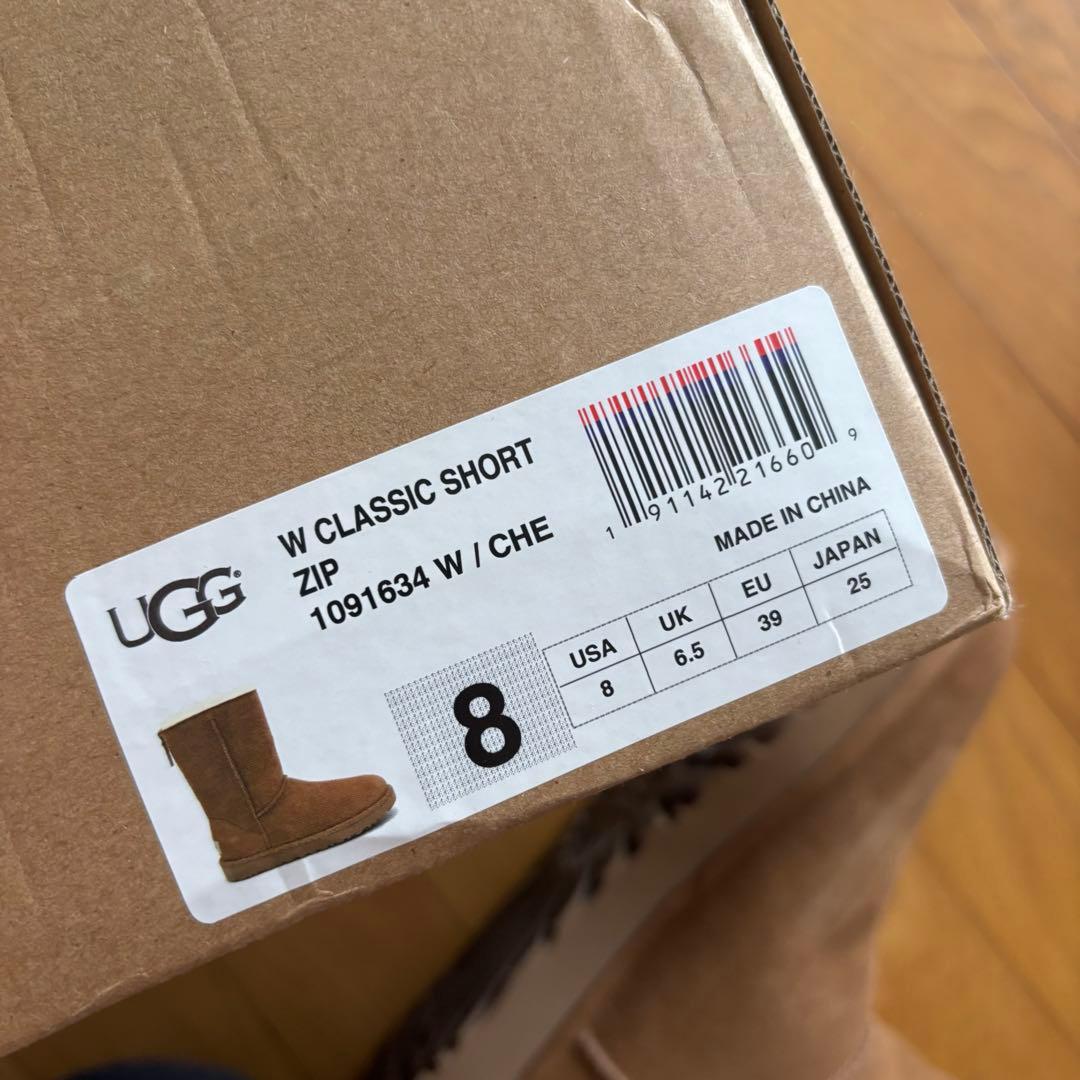 UGG®
W CLASSIC SHORT
ZIP
1091634 W / CHE
1 91142 21660 9
MADE IN CHINA
8
USA UK EU JAPAN
8 6.5 39 25